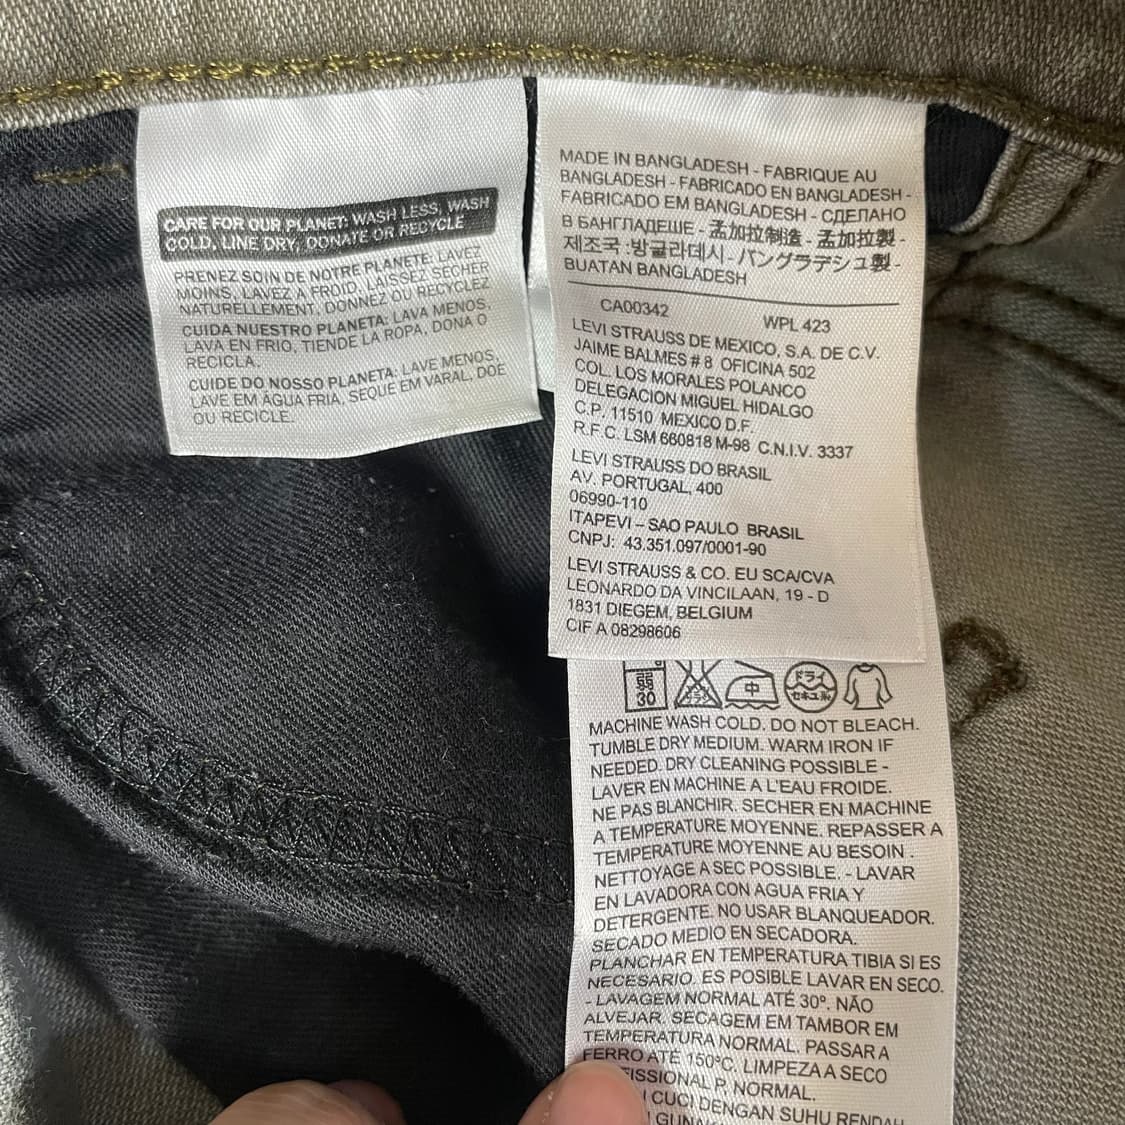 CARE FOR OUR PLANET: WASH LESS, WASH
COLD, LINE DRY, DONATE OR RECYCLE
PRENEZ SOIN DE NOTRE PLANETE: LAVEZ
MOINS, LAVEZ A FROID, LAISSEZ SECHER
NATURELLEMENT, DONNEZ OU RECYCLEZ
CUIDA NUESTRO PLANETA: LAVA MENOS,
LAVA EN FRIO, TIENDE LA ROPA, DONA O
RECICLA.
CUIDE DO NOSSO PLANETA: LAVE MENOS,
LAVE EM ÁGUA FRIA, SEQUE EM VARAL, DOE
OU RECICLE.
MADE IN BANGLADESH - FABRIQUE AU
BANGLADESH - FABRICADO EN BANGLADESH -
FABRICADO EM BANGLADESH - СДЕЛАНО
В БАНГЛАДЕШЕ - 孟加拉制造 - 孟加拉製 -
제조국 :방글라데시 - バングラデシュ製 -
BUATAN BANGLADESH
CA00342 WPL 423
LEVI STRAUSS DE MEXICO, S.A. DE C.V.
JAIME BALMES # 8 OFICINA 502
COL. LOS MORALES POLANCO
DELEGACION MIGUEL HIDALGO
C.P. 11510 MEXICO D.F.
R.F.C. LSM 660818 M-98 C.N.I.V. 3337
LEVI STRAUSS DO BRASIL
AV. PORTUGAL, 400
06990-110
ITAPEVI – SAO PAULO BRASIL
CNPJ: 43.351.097/0001-90
LEVI STRAUSS & CO. EU SCA/CVA
LEONARDO DA VINCILAAN, 19 - D
1831 DIEGEM, BELGIUM
CIF A 08298606
30 中 ドライ
セキユ系
MACHINE WASH COLD. DO NOT BLEACH.
TUMBLE DRY MEDIUM. WARM IRON IF
NEEDED. DRY CLEANING POSSIBLE -
LAVER EN MACHINE A L'EAU FROIDE.
NE PAS BLANCHIR. SECHER EN MACHINE
A TEMPERATURE MOYENNE. REPASSER A
TEMPERATURE MOYENNE AU BESOIN .
NETTOYAGE A SEC POSSIBLE. - LAVAR
EN LAVADORA CON AGUA FRIA Y
DETERGENTE. NO USAR BLANQUEADOR.
SECADO MEDIO EN SECADORA.
PLANCHAR EN TEMPERATURA TIBIA SI ES
NECESARIO. ES POSIBLE LAVAR EN SECO.
- LAVAGEM NORMAL ATÉ 30º. NÃO
ALVEJAR. SECAGEM EM TAMBOR EM
TEMPERATURA NORMAL. PASSAR A
FERRO ATÉ 150ºC. LIMPEZA A SECO
P. NORMAL.
CUCI DENGAN SUHU